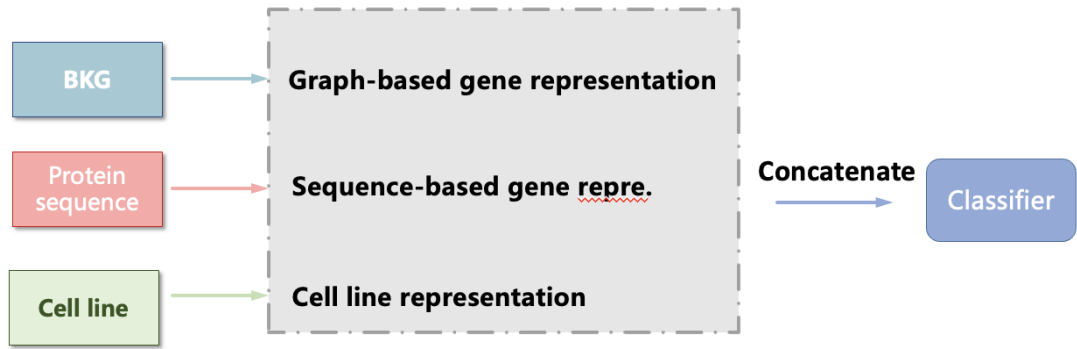 BKG
Graph-based gene representation
Protein
sequence
Sequence-based gene repre.
Concatenate
Classifier
Cell line
Cell line representation